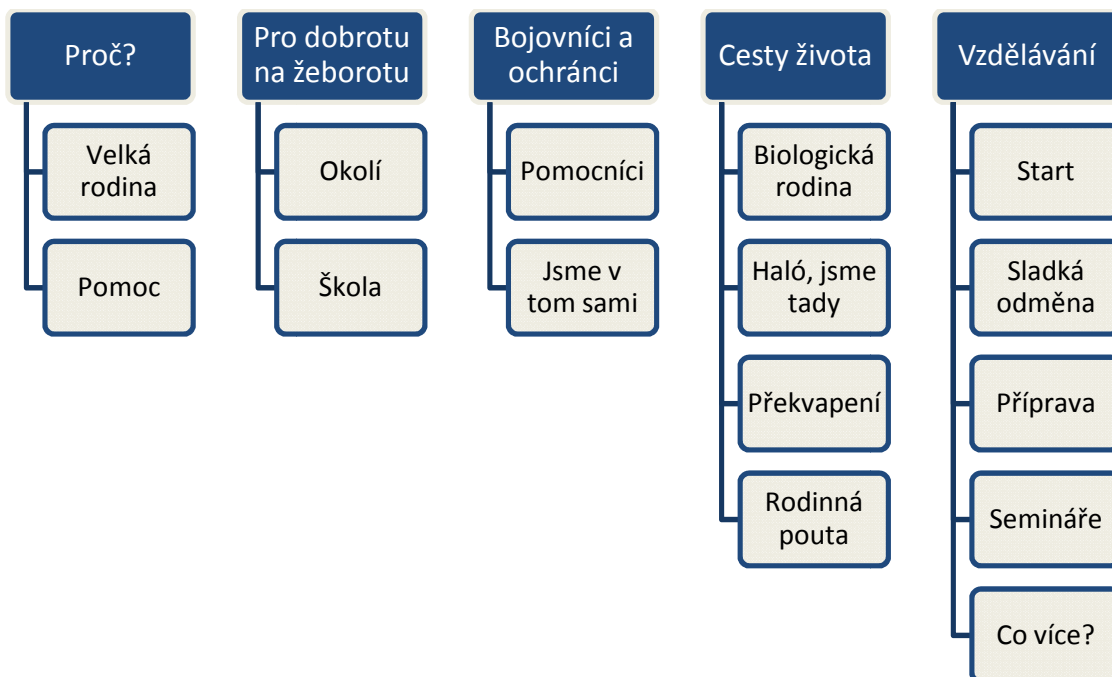 Proč?
Velká
rodina
Pomoc
Pro dobrotu
na žeborotu
Okolí
Škola
Bojovníci a
ochránci
Pomocníci
Jsme v
tom sami
Cesty života
Biologická
rodina
Haló, jsme
tady
Překvapení
Rodinná
pouta
Vzdělávání
Start
Sladká
odměna
Příprava
Semináře
Co více?